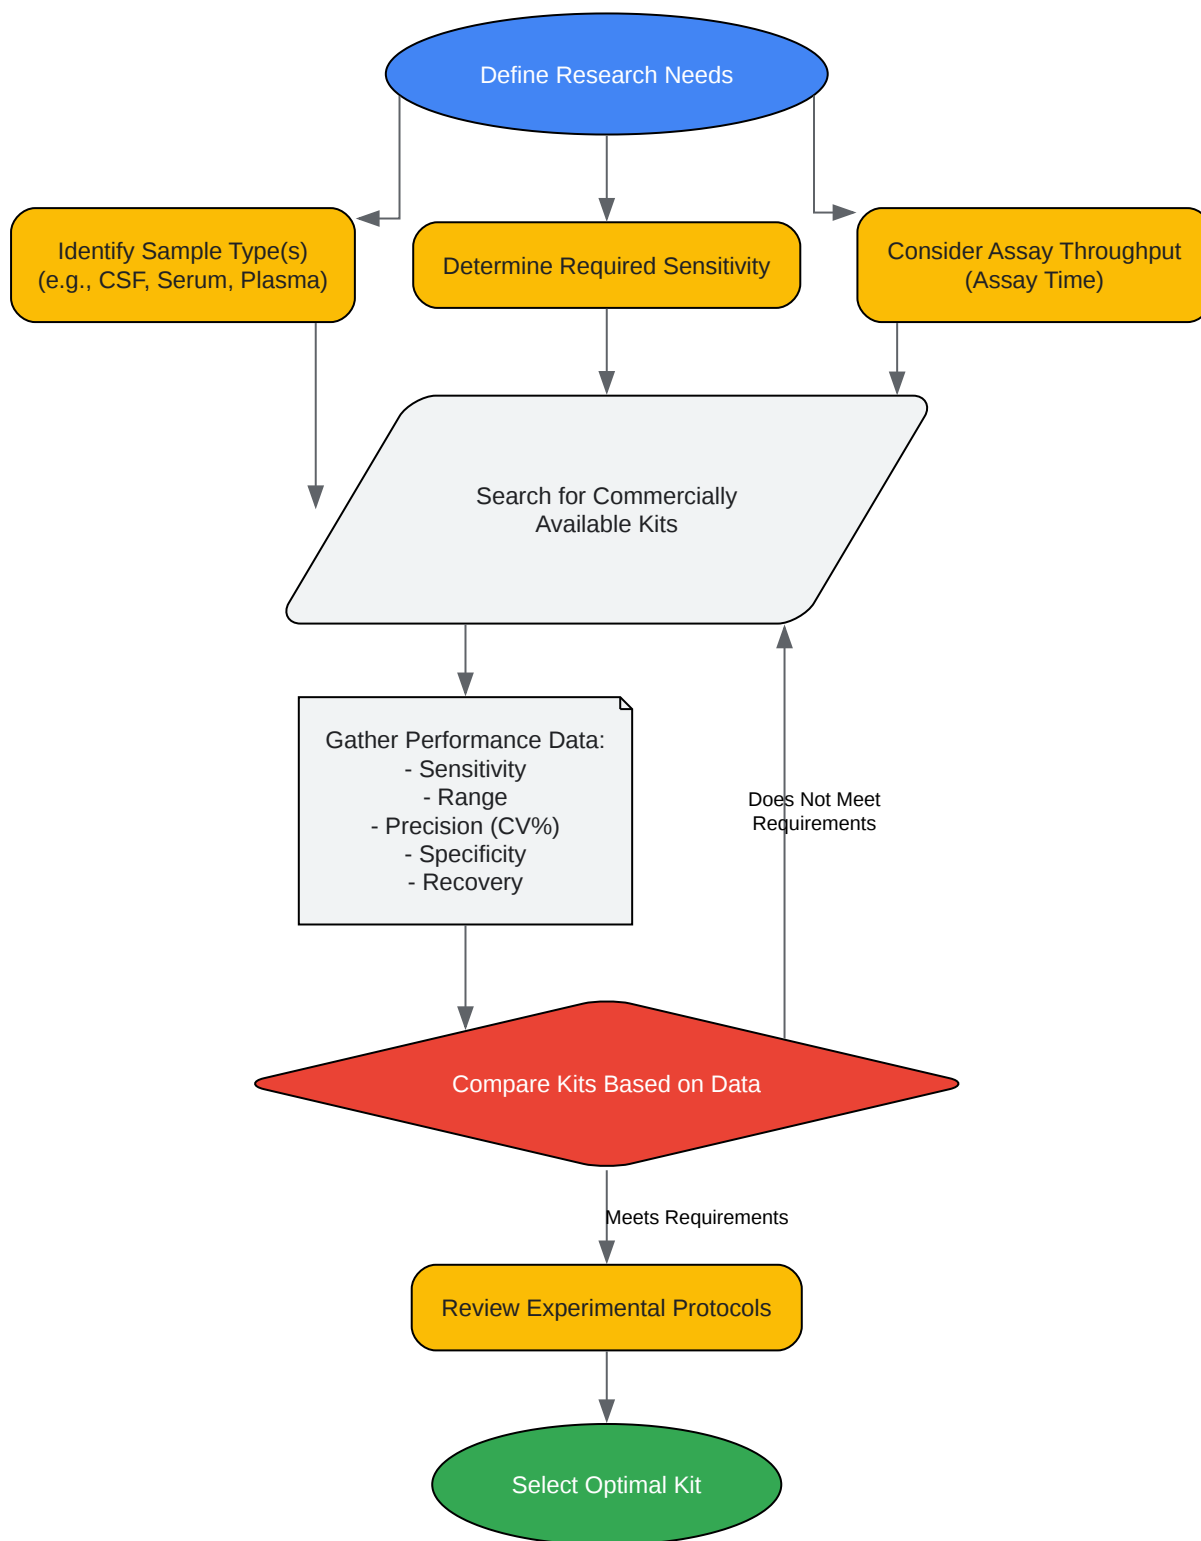 Define Research Needs
Identify Sample Type(s)
(e.g., CSF, Serum, Plasma)
Determine Required Sensitivity
Consider Assay Throughput
(Assay Time)
Search for Commercially
Available Kits
Gather Performance Data:
- Sensitivity
- Range
- Precision (CV%)
- Specificity
- Recovery
Does Not Meet
Requirements
Compare Kits Based on Data
Meets Requirements
Review Experimental Protocols
Select Optimal Kit